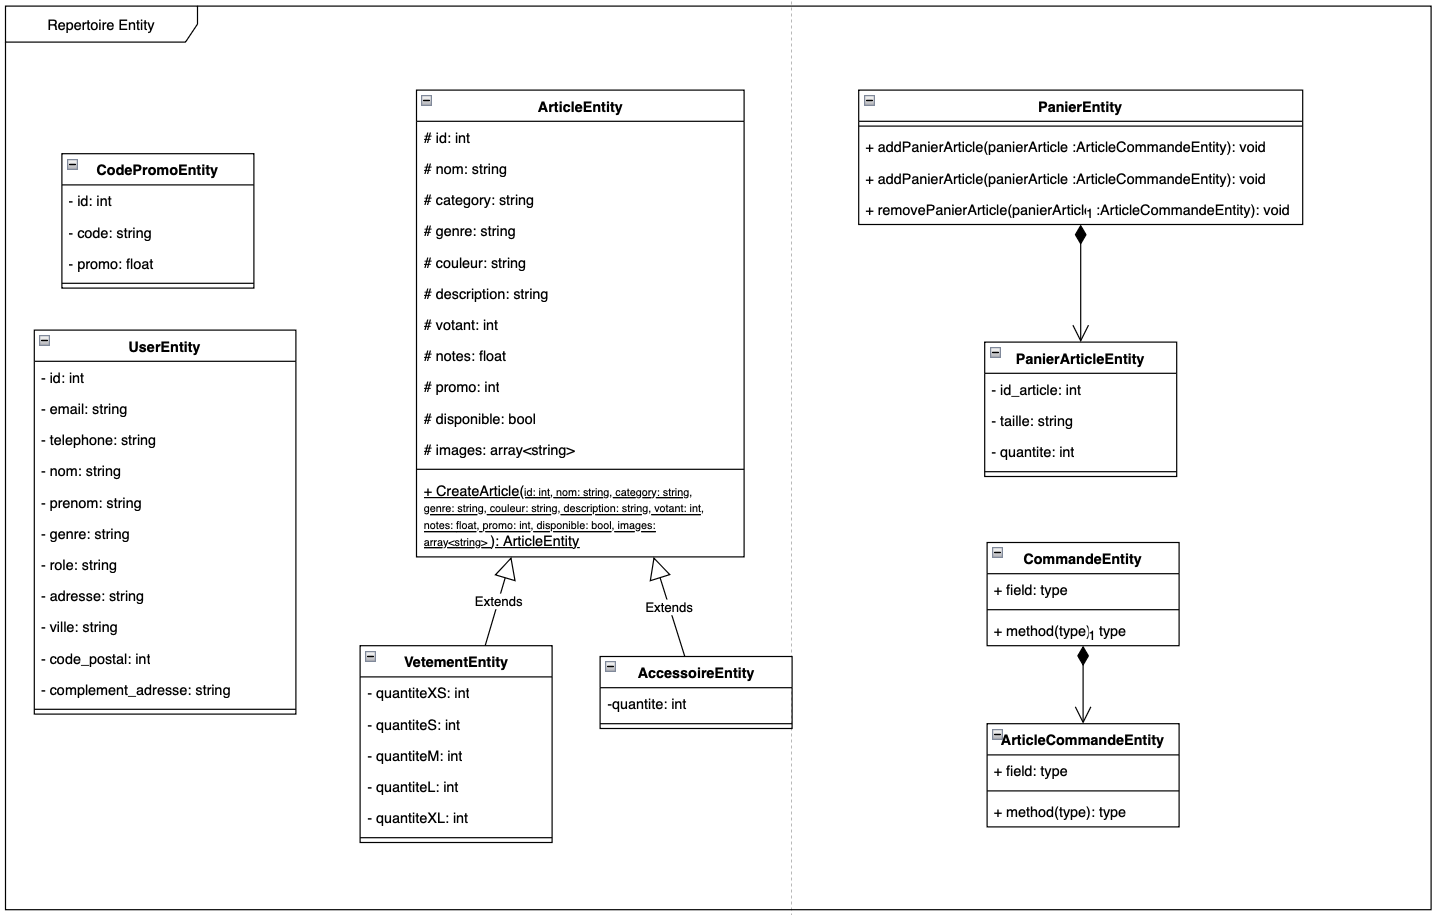 Repertoire Entity
CodePromoEntity
- id: int
- code: string
- promo: float
UserEntity
- id: int
- email: string
- telephone: string
- nom: string
- prenom: string
- genre: string
- role: string
- adresse: string
- ville: string
- code_postal: int
- complement_adresse: string
ArticleEntity
# id: int
# nom: string
# category: string
# genre: string
# couleur: string
# description: string
# votant: int
# notes: float
# promo: int
# disponible: bool
# images: array<string>
+ CreateArticle(id: int, nom: string, category: string,
genre: string, couleur: string, description: string, votant: int,
notes: float, promo: int, disponible: bool, images:
array<string> ): ArticleEntity
Extends
Extends
VetementEntity
- quantiteXS: int
- quantiteS: int
- quantiteM: int
- quantiteL: int
- quantiteXL: int
AccessoireEntity
-quantite: int
PanierEntity
+ addPanierArticle(panierArticle :ArticleCommandeEntity): void
+ addPanierArticle(panierArticle :ArticleCommandeEntity): void
+ removePanierArticle(panierArticle :ArticleCommandeEntity): void
1
PanierArticleEntity
- id_article: int
- taille: string
- quantite: int
CommandeEntity
+ field: type
+ method(type): type
1
ArticleCommandeEntity
+ field: type
+ method(type): type